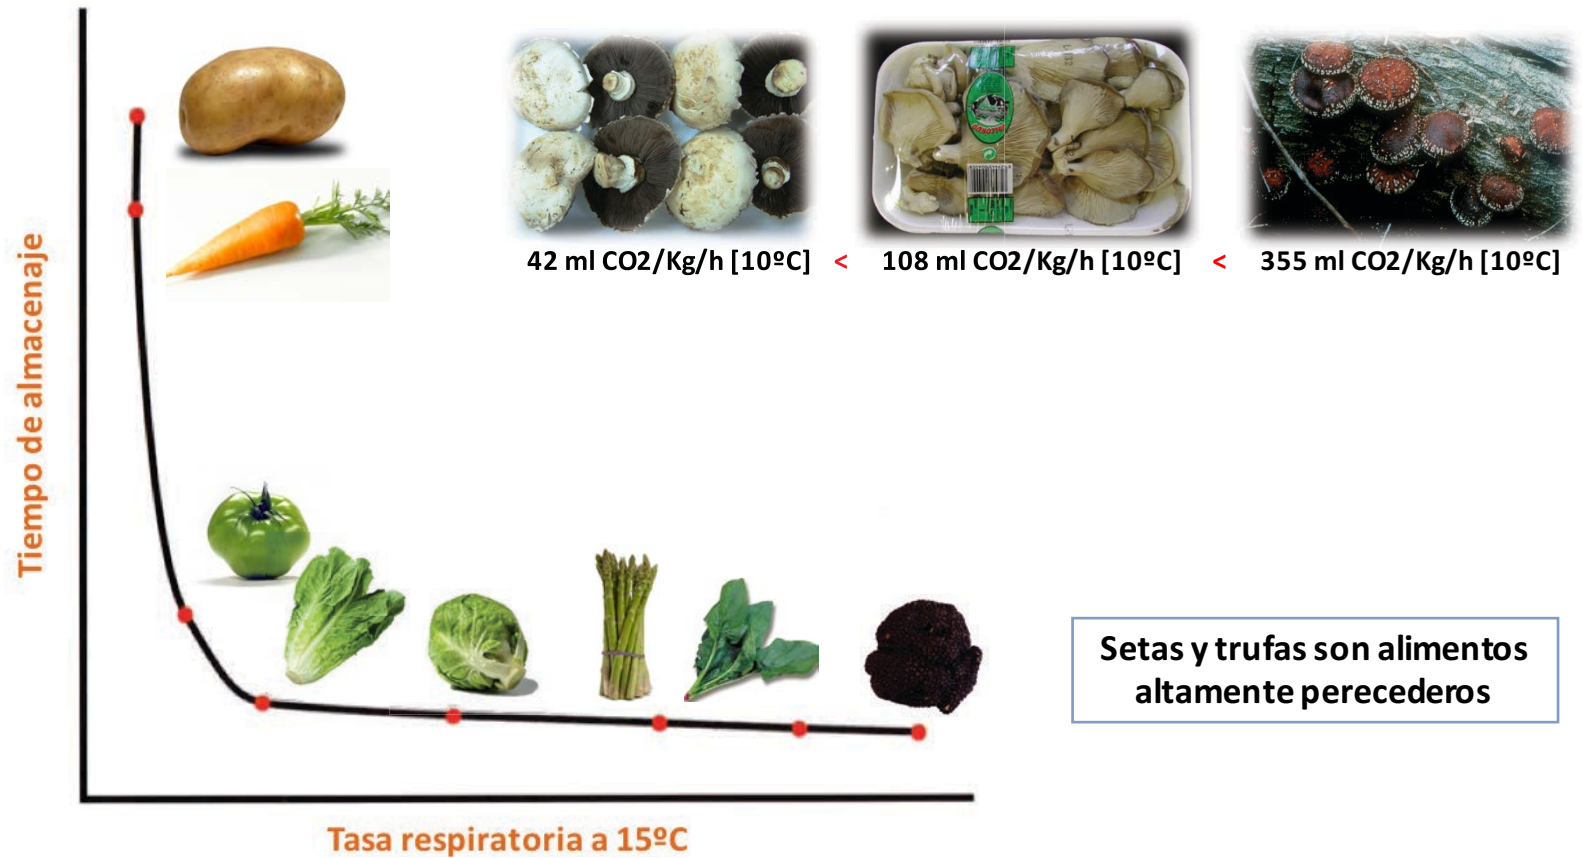 42 ml CO2/Kg/h [10ºC] < 108 ml CO2/Kg/h [10ºC] < 355 ml CO2/Kg/h [10ºC]
Tiempo de almacenaje
Setas y trufas son alimentos
altamente perecederos
Tasa respiratoria a 15ºC